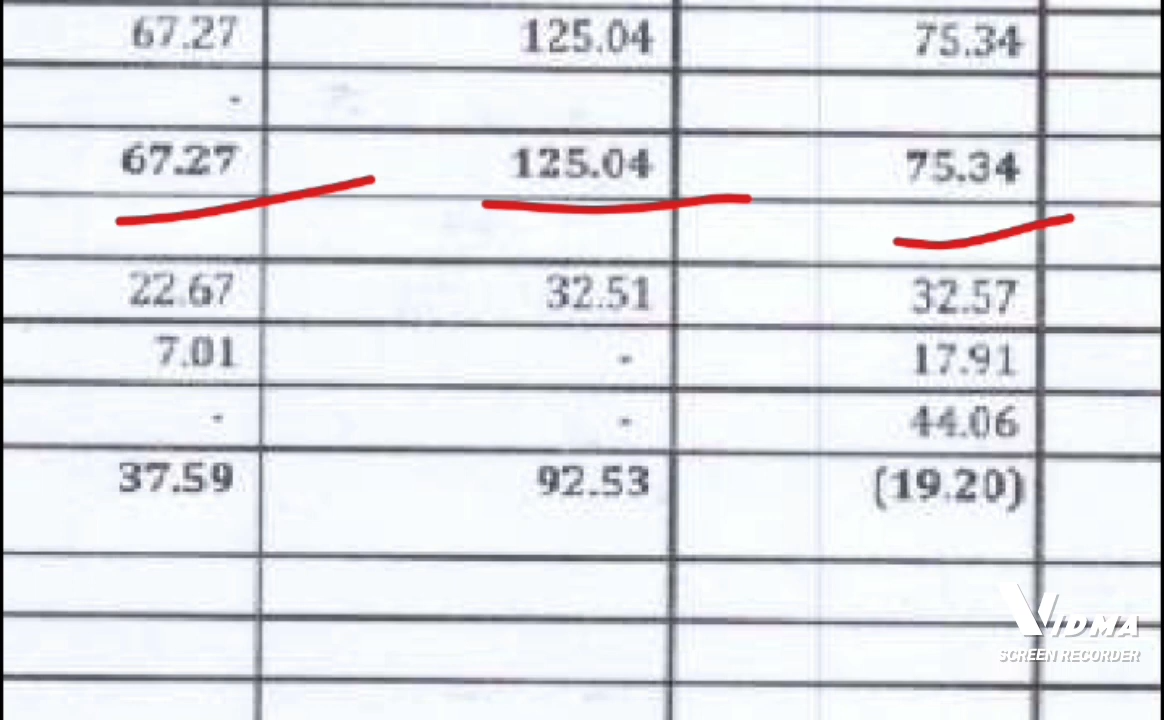 67.27 125.04 75.34
-
67.27 125.04 75.34
22.67 32.51 32.57
7.01 - 17.91
- - 44.06
37.59 92.53 (19.20)
VIDMA
SCREEN RECORDER